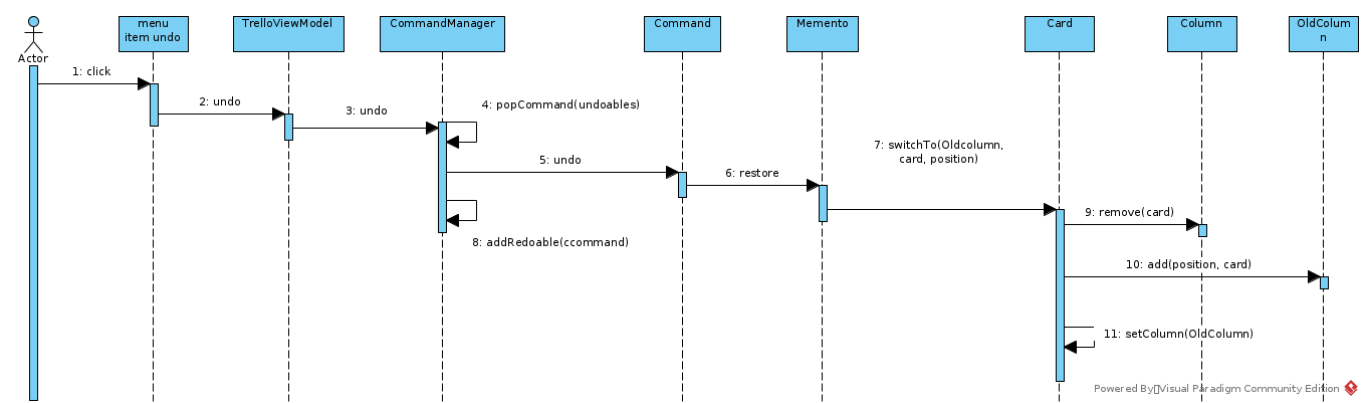 Actor
menu
item undo
TrelloViewModel
CommandManager
Command
Memento
Card
Column
OldColum
n
1: click
2: undo
3: undo
4: popCommand(undoables)
5: undo
6: restore
7: switchTo(Oldcolumn,
card, position)
8: addRedoable(ccommand)
9: remove(card)
10: add(position, card)
11: setColumn(OldColumn)
Powered By▯Visual Paradigm Community Edition